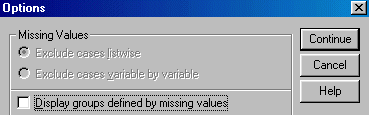 Options
Missing Values
Continue
Exclude cases listwise
Cancel
Exclude cases variable by variable
Help
Display groups defined by missing values